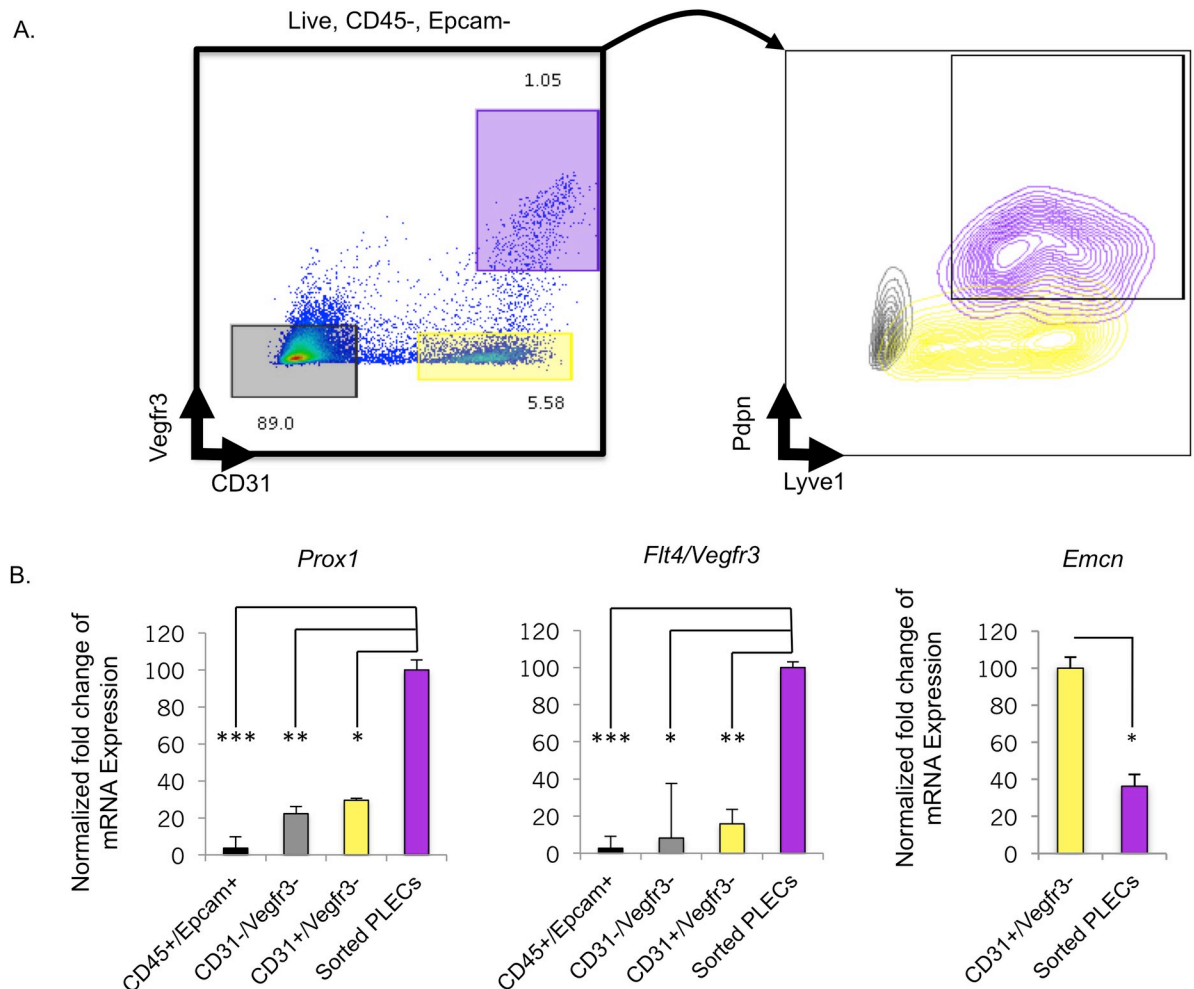 A.
Live, CD45-, Epcam-
1.05
5.58
89.0
Vegfr3
CD31
Pdpn
Lyve1
B.
Prox1
Normalized fold change of
mRNA Expression
120
100
80
60
40
20
0
***
**
*
CD45+/Epcam+
CD31-/Vegfr3-
CD31+/Vegfr3-
Sorted PLECs
Flt4/Vegfr3
120
100
80
60
40
20
0
***
*
**
CD45+/Epcam+
CD31-/Vegfr3-
CD31+/Vegfr3-
Sorted PLECs
Emcn
Normalized fold change of
mRNA Expression
120
100
80
60
40
20
0
*
CD31+/Vegfr3-
Sorted PLECs